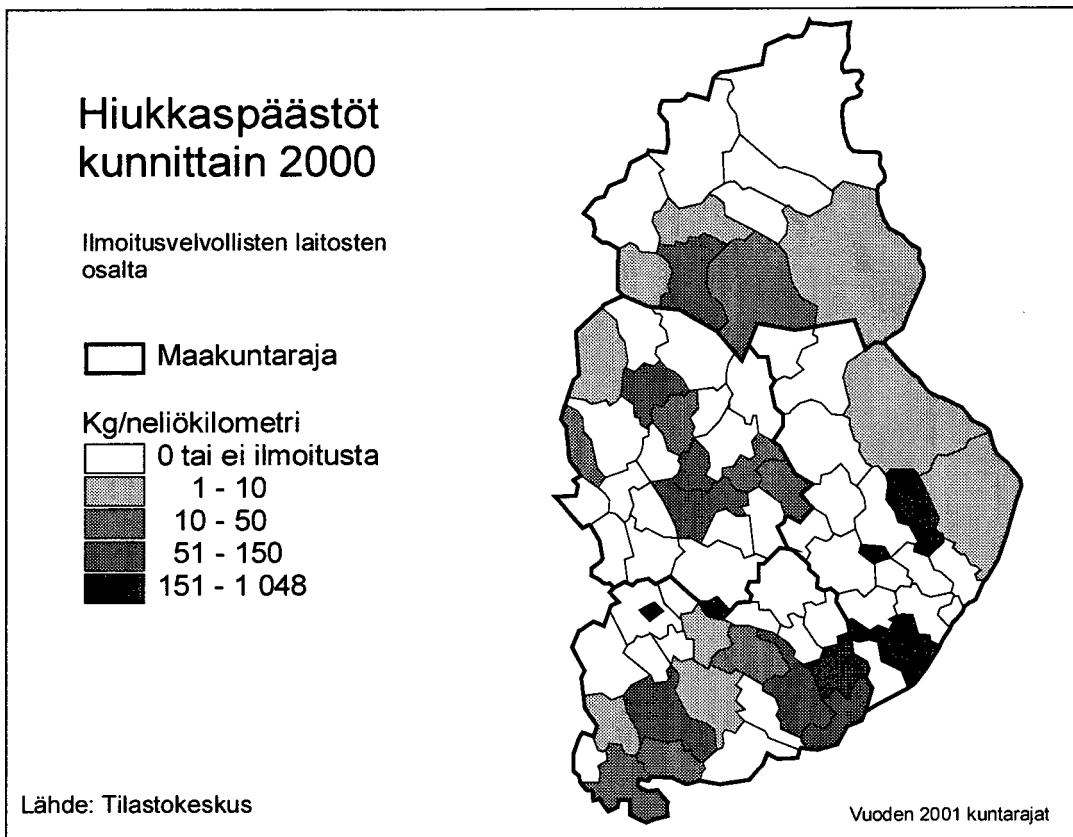 Hiukkaspäästöt
kunnittain 2000
Ilmoitusvelvollisten laitosten
osalta
Maakuntaraja
Kg/neliökilometri
0 tai ei ilmoitusta
1 - 10
10 - 50
51 - 150
151 - 1 048
Lähde: Tilastokeskus
Vuoden 2001 kuntarajat